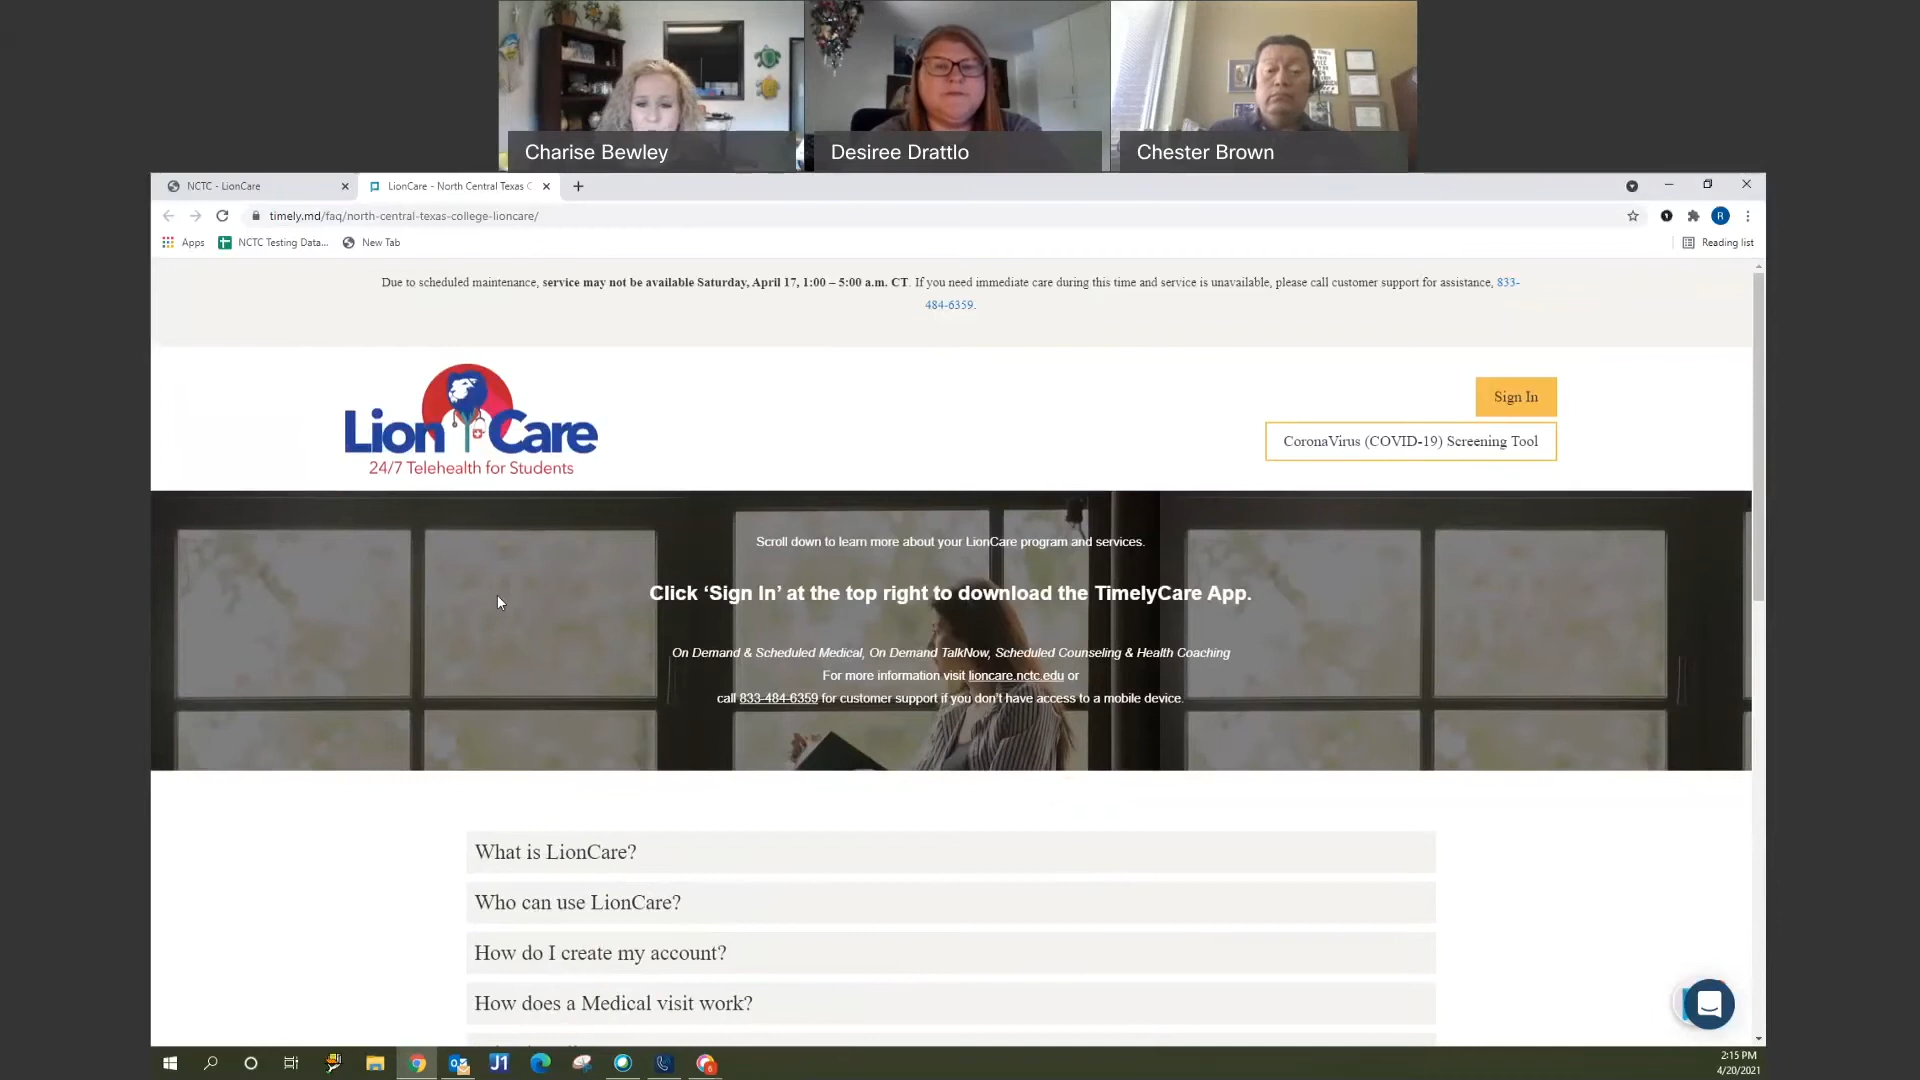 Charise Bewley
Desiree Drattlo
Chester Brown
NCTC - LionCare
LionCare - North Central Texas C
timely.md/faq/north-central-texas-college-lioncare/
R
Apps
NCTC Testing Data...
New Tab
Reading list
Due to scheduled maintenance, service may not be available Saturday, April 17, 1:00 – 5:00 a.m. CT. If you need immediate care during this time and service is unavailable, please call customer support for assistance, 833-
484-6359.
Lion Care
24/7 Telehealth for Students
Sign In
CoronaVirus (COVID-19) Screening Tool
Scroll down to learn more about your LionCare program and services.
Click ‘Sign In’ at the top right to download the TimelyCare App.
On Demand & Scheduled Medical, On Demand TalkNow, Scheduled Counseling & Health Coaching
For more information visit lioncare.nctc.edu or
call 833-484-6359 for customer support if you don't have access to a mobile device.
What is LionCare?
Who can use LionCare?
How do I create my account?
How does a Medical visit work?
J1
6
2:15 PM
4/20/2021